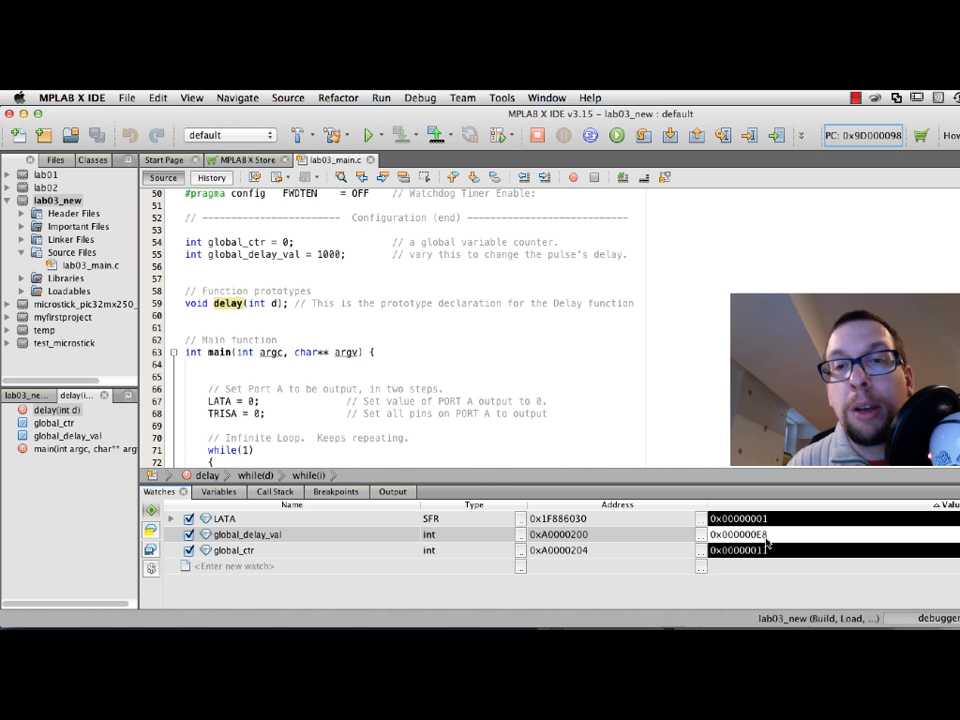 MPLAB X IDE File Edit View Navigate Source Refactor Run Debug Team Tools Window Help
MPLAB X IDE v3.15 - lab03_new : default
default PC: 0x9D000098 How
Files Classes Start Page MPLAB X Store lab03_main.c
lab01
lab02
lab03_new
Header Files
Important Files
Linker Files
Source Files
lab03_main.c
Libraries
Loadables
microstick_pic32mx250_
myfirstproject
temp
test_microstick
Source History
50 #pragma config FWDTEN = OFF // Watchdog Timer Enable:
51
52 // ----------------------- Configuration (end) ---------------------------
53
54 int global_ctr = 0; // a global variable counter.
55 int global_delay_val = 1000; // vary this to change the pulse's delay.
56
57
58 // Function prototypes
59 void delay(int d); // This is the prototype declaration for the Delay function
60
61
62 // Main function
63 int main(int argc, char** argv) {
64
65
66 // Set Port A to be output, in two steps.
67 LATA = 0; // Set value of PORT A output to 0.
68 TRISA = 0; // Set all pins on PORT A to output
69
70 // Infinite Loop. Keeps repeating.
71 while(1)
72 {
lab03_ne... delay(i...
delay(int d)
global_ctr
global_delay_val
main(int argc, char** arg
delay while(d) while(i)
Watches Variables Call Stack Breakpoints Output
Name Type Address Valu
LATA SFR 0x1F886030 0x00000001
global_delay_val int 0xA0000200 0x000000E8
global_ctr int 0xA0000204 0x00000011
<Enter new watch>
lab03_new (Build, Load, ...) debugger